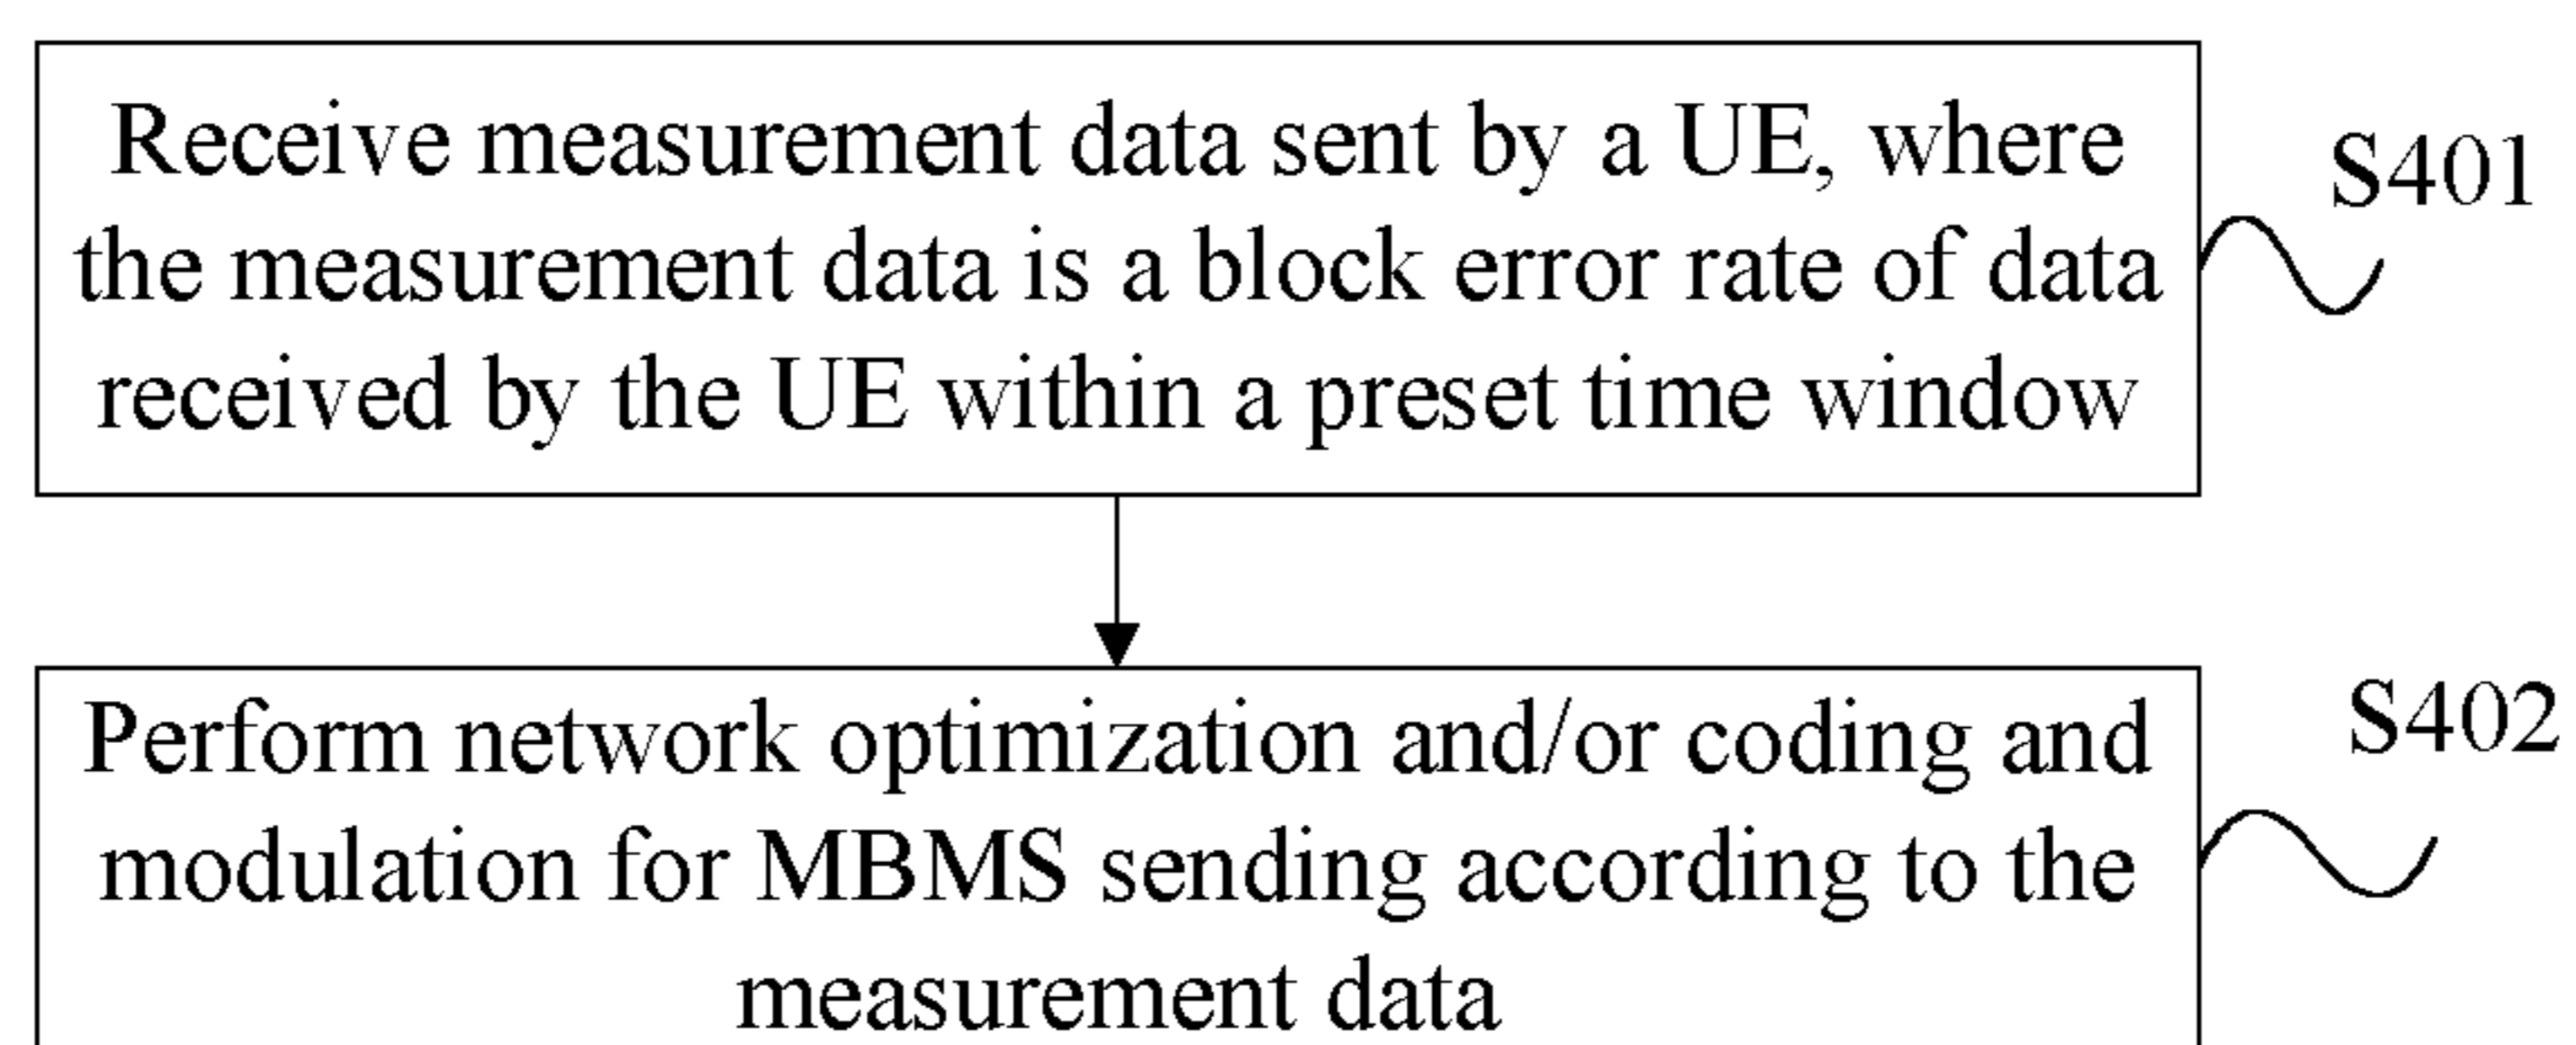 Receive measurement data sent by a UE, where
the measurement data is a block error rate of data
received by the UE within a preset time window
S401
Perform network optimization and/or coding and
modulation for MBMS sending according to the
measurement data
S402